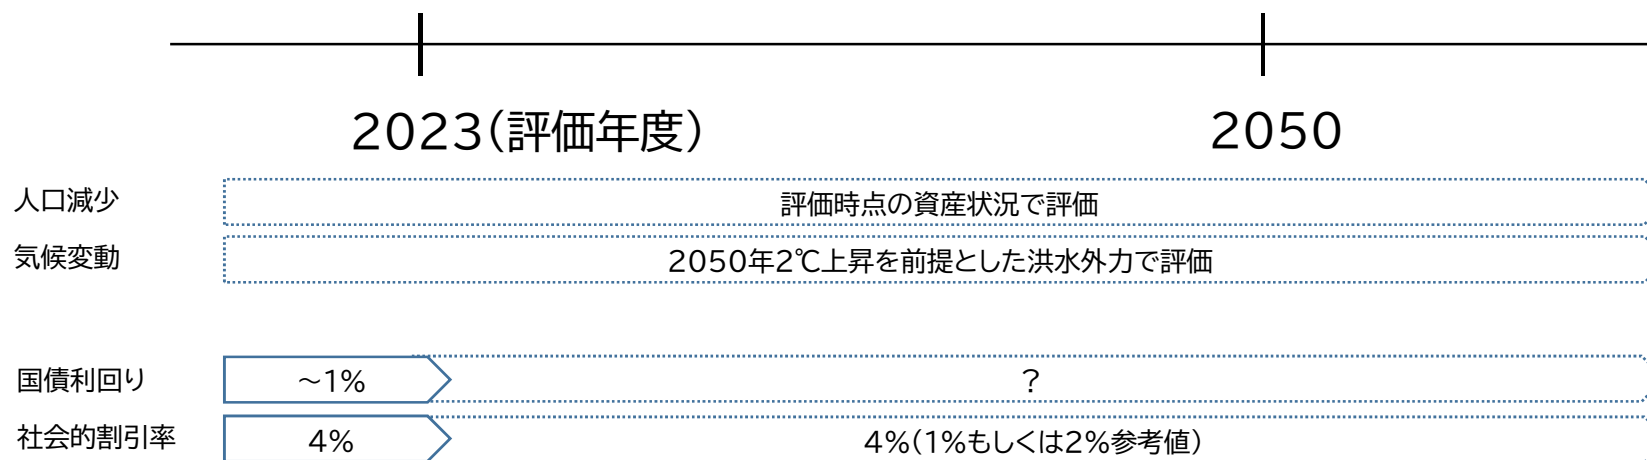 2023(評価年度)
2050
人口減少
評価時点の資産状況で評価
気候変動
2050年2℃上昇を前提とした洪水外力で評価
国債利回り
～1%
?
社会的割引率
4%
4%(1%もしくは2%参考値)